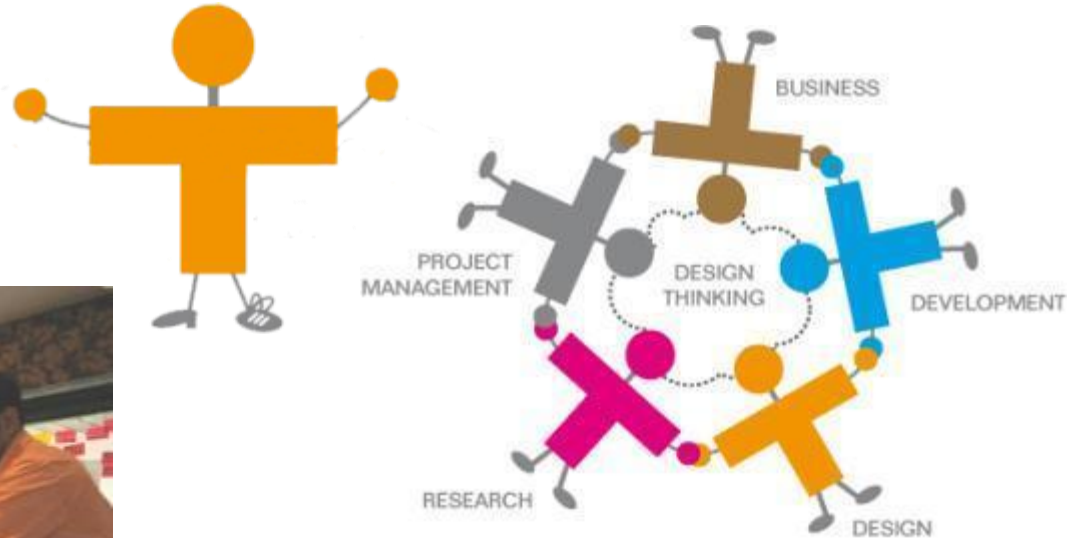 BUSINESS
PROJECT
MANAGEMENT
DESIGN
THINKING
DEVELOPMENT
RESEARCH
DESIGN